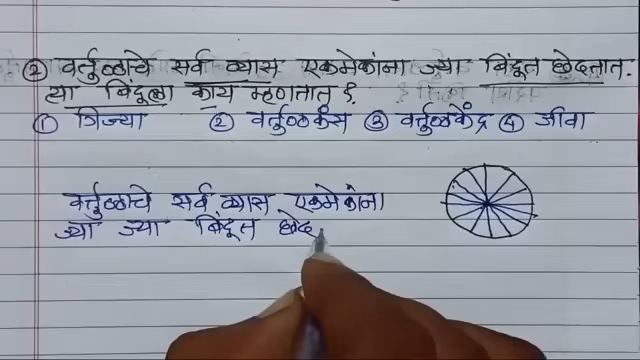 ② वर्तुळाचे सर्व व्यास एकमेकांना ज्या बिंदूत छेदतात.
त्या बिंदूला काय म्हणतात ?
① त्रिज्या ② वर्तुळकंस ③ वर्तुळकेंद्र ④ जीवा
वर्तुळाचे सर्व व्यास एकमेकांना
ज्या ज्या बिंदूत छेद